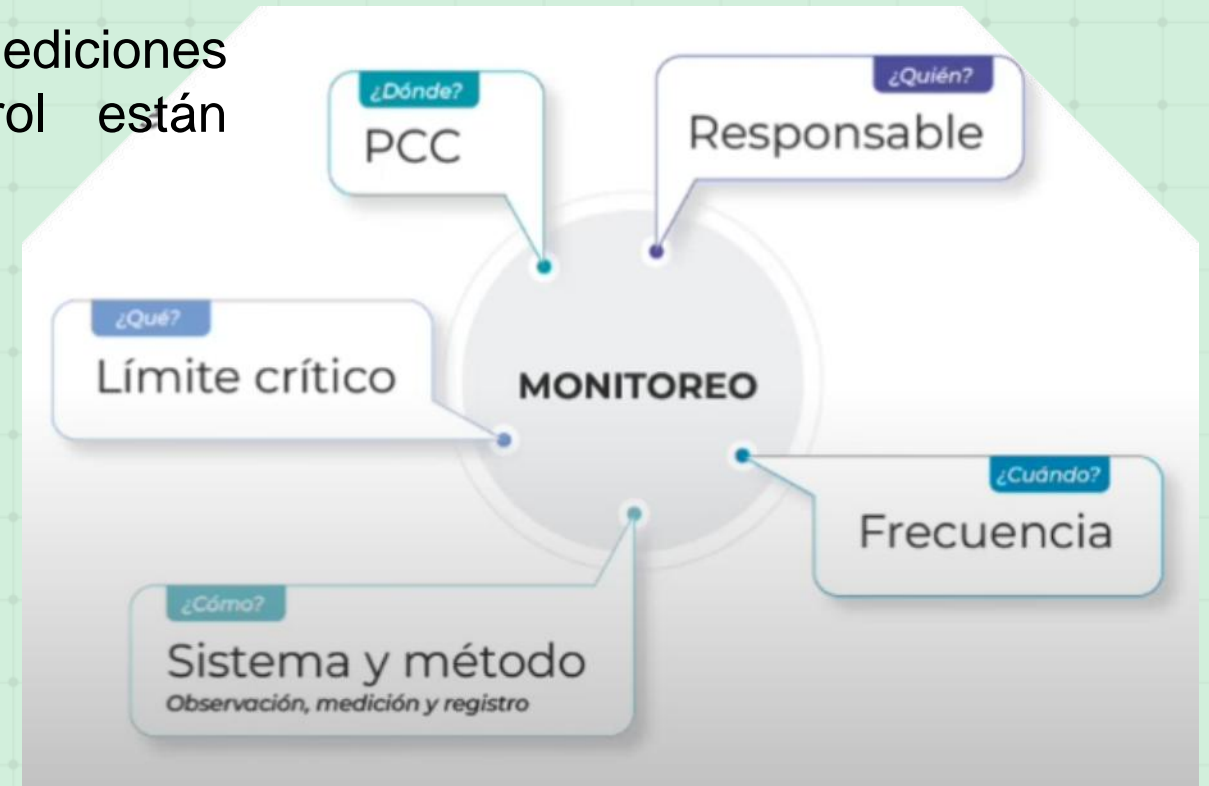 ediciones
rol están
¿Dónde?
PCC
¿Quién?
Responsable
¿Qué?
Límite crítico
MONITOREO
¿Cuándo?
Frecuencia
¿Cómo?
Sistema y método
Observación, medición y registro